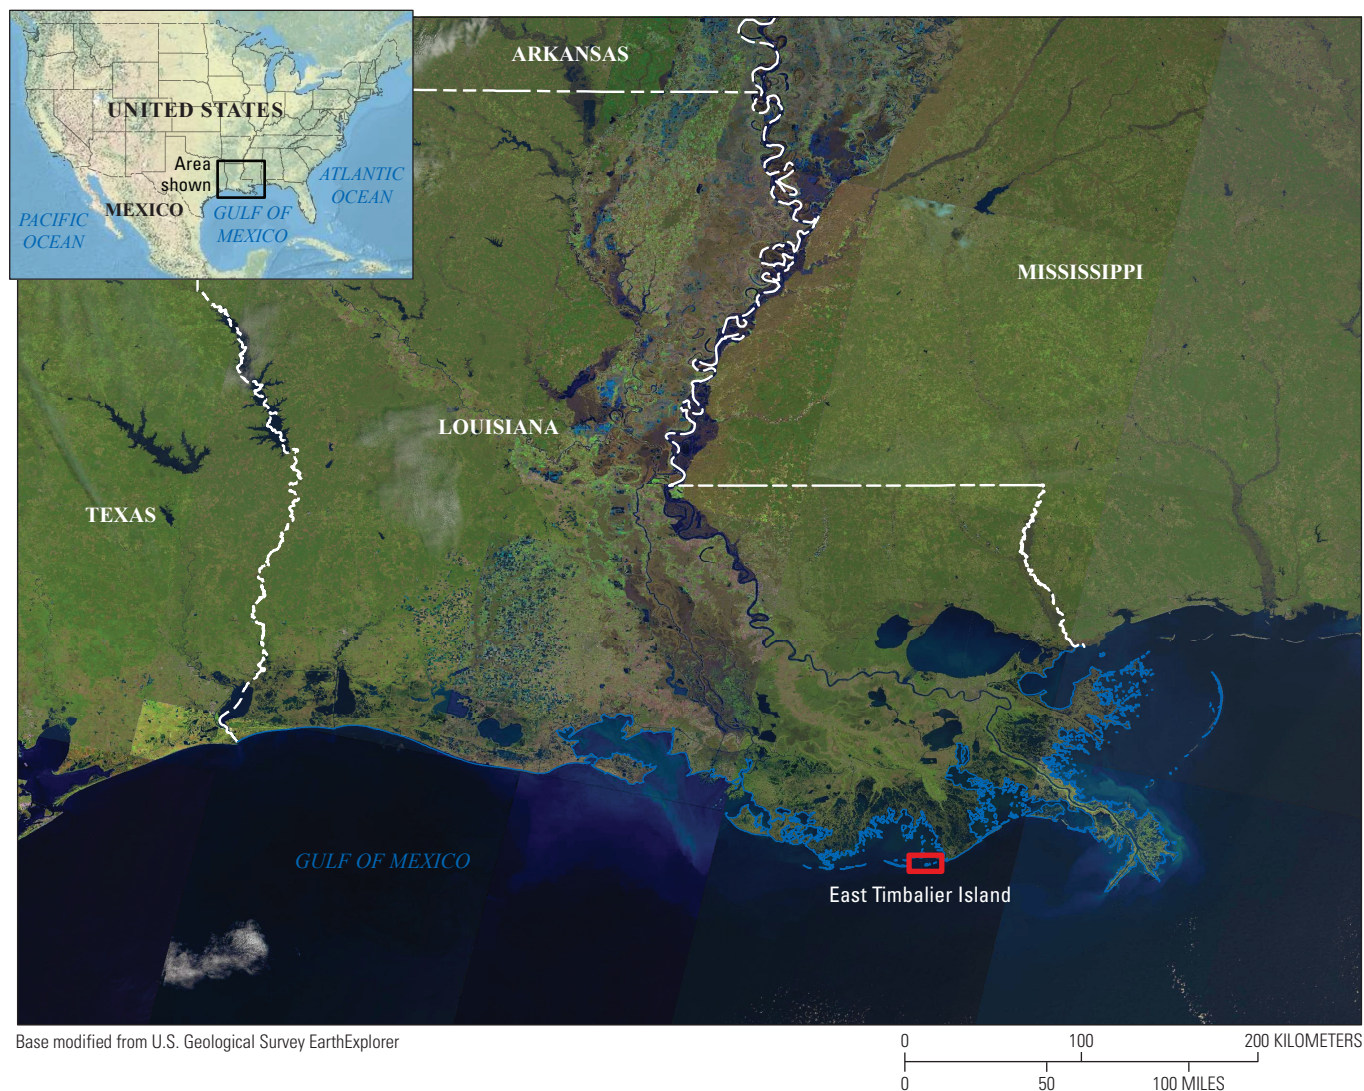 ARKANSAS
UNITED STATES
Area
shown
ATLANTIC
OCEAN
MEXICO
PACIFIC
OCEAN
GULF OF
MEXICO
MISSISSIPPI
LOUISIANA
TEXAS
GULF OF MEXICO
East Timbalier Island
Base modified from U.S. Geological Survey EarthExplorer
0 100 200 KILOMETERS
0 50 100 MILES